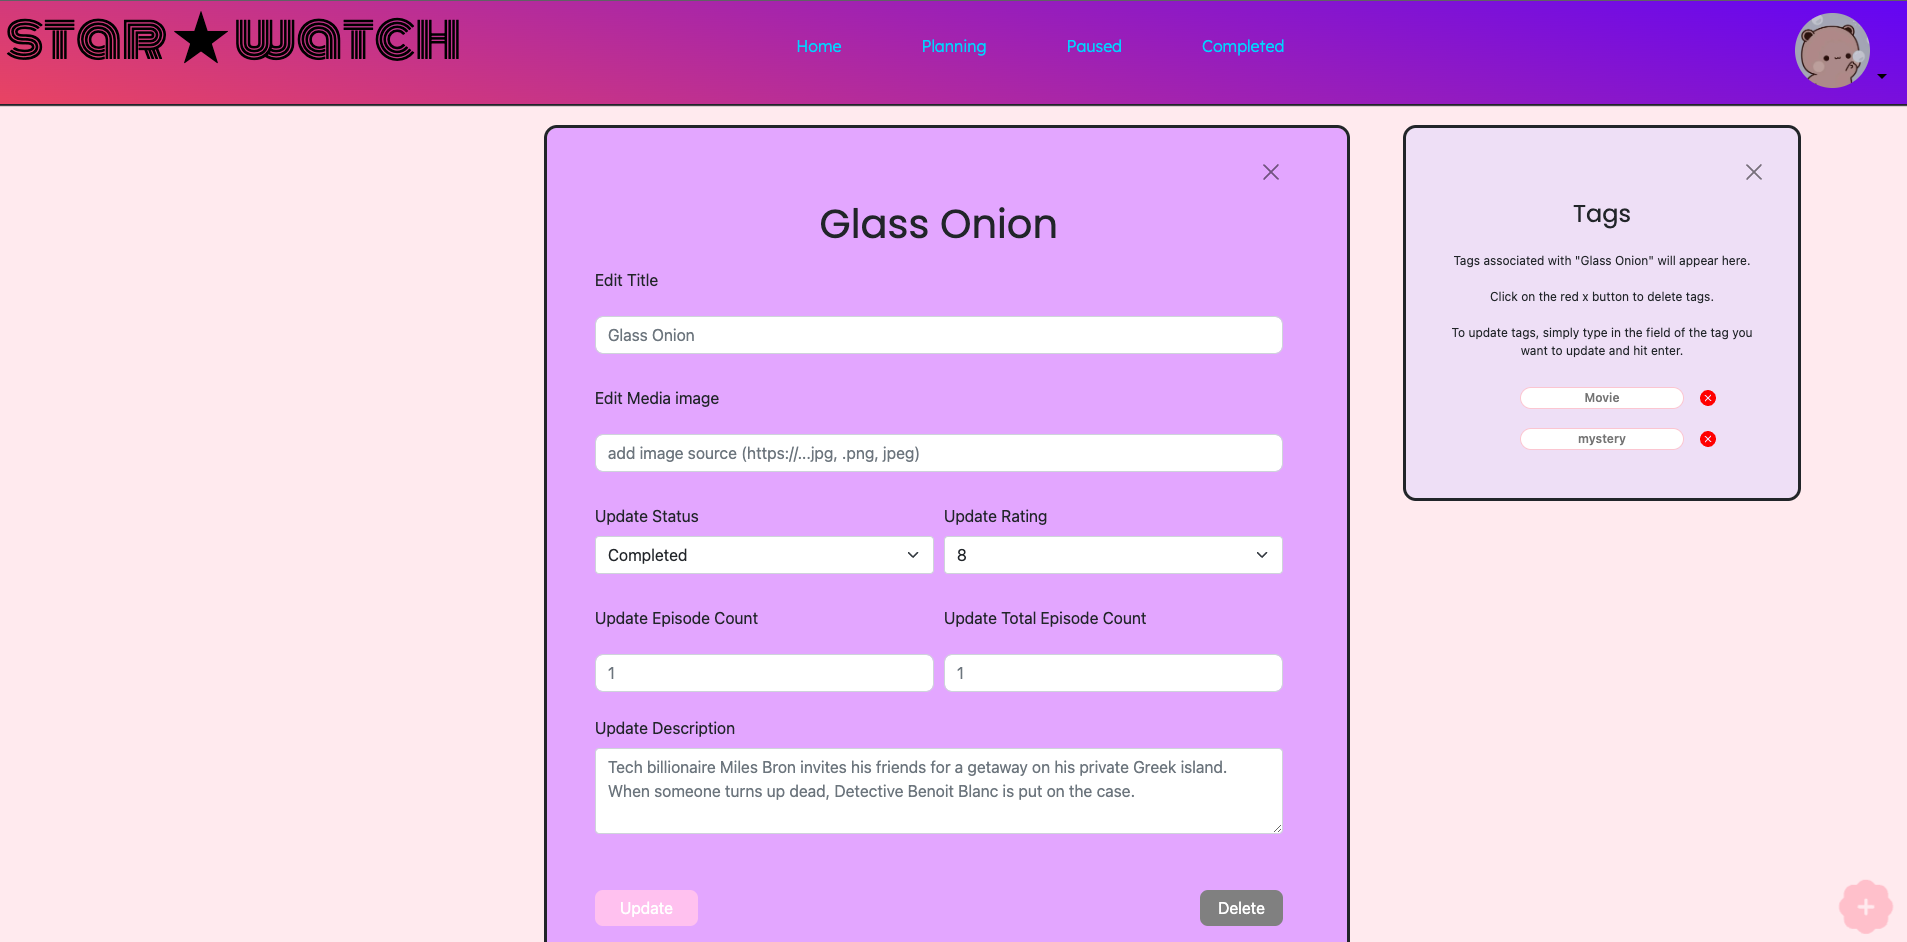 STAR★WATCH
Home Planning Paused Completed
Glass Onion
Edit Title
Glass Onion
Edit Media image
add image source (https://...jpg, .png, jpeg)
Update Status Update Rating
Completed 8
Update Episode Count Update Total Episode Count
1 1
Update Description
Tech billionaire Miles Bron invites his friends for a getaway on his private Greek island.
When someone turns up dead, Detective Benoit Blanc is put on the case.
Update Delete
Tags
Tags associated with "Glass Onion" will appear here.
Click on the red x button to delete tags.
To update tags, simply type in the field of the tag you
want to update and hit enter.
Movie
mystery